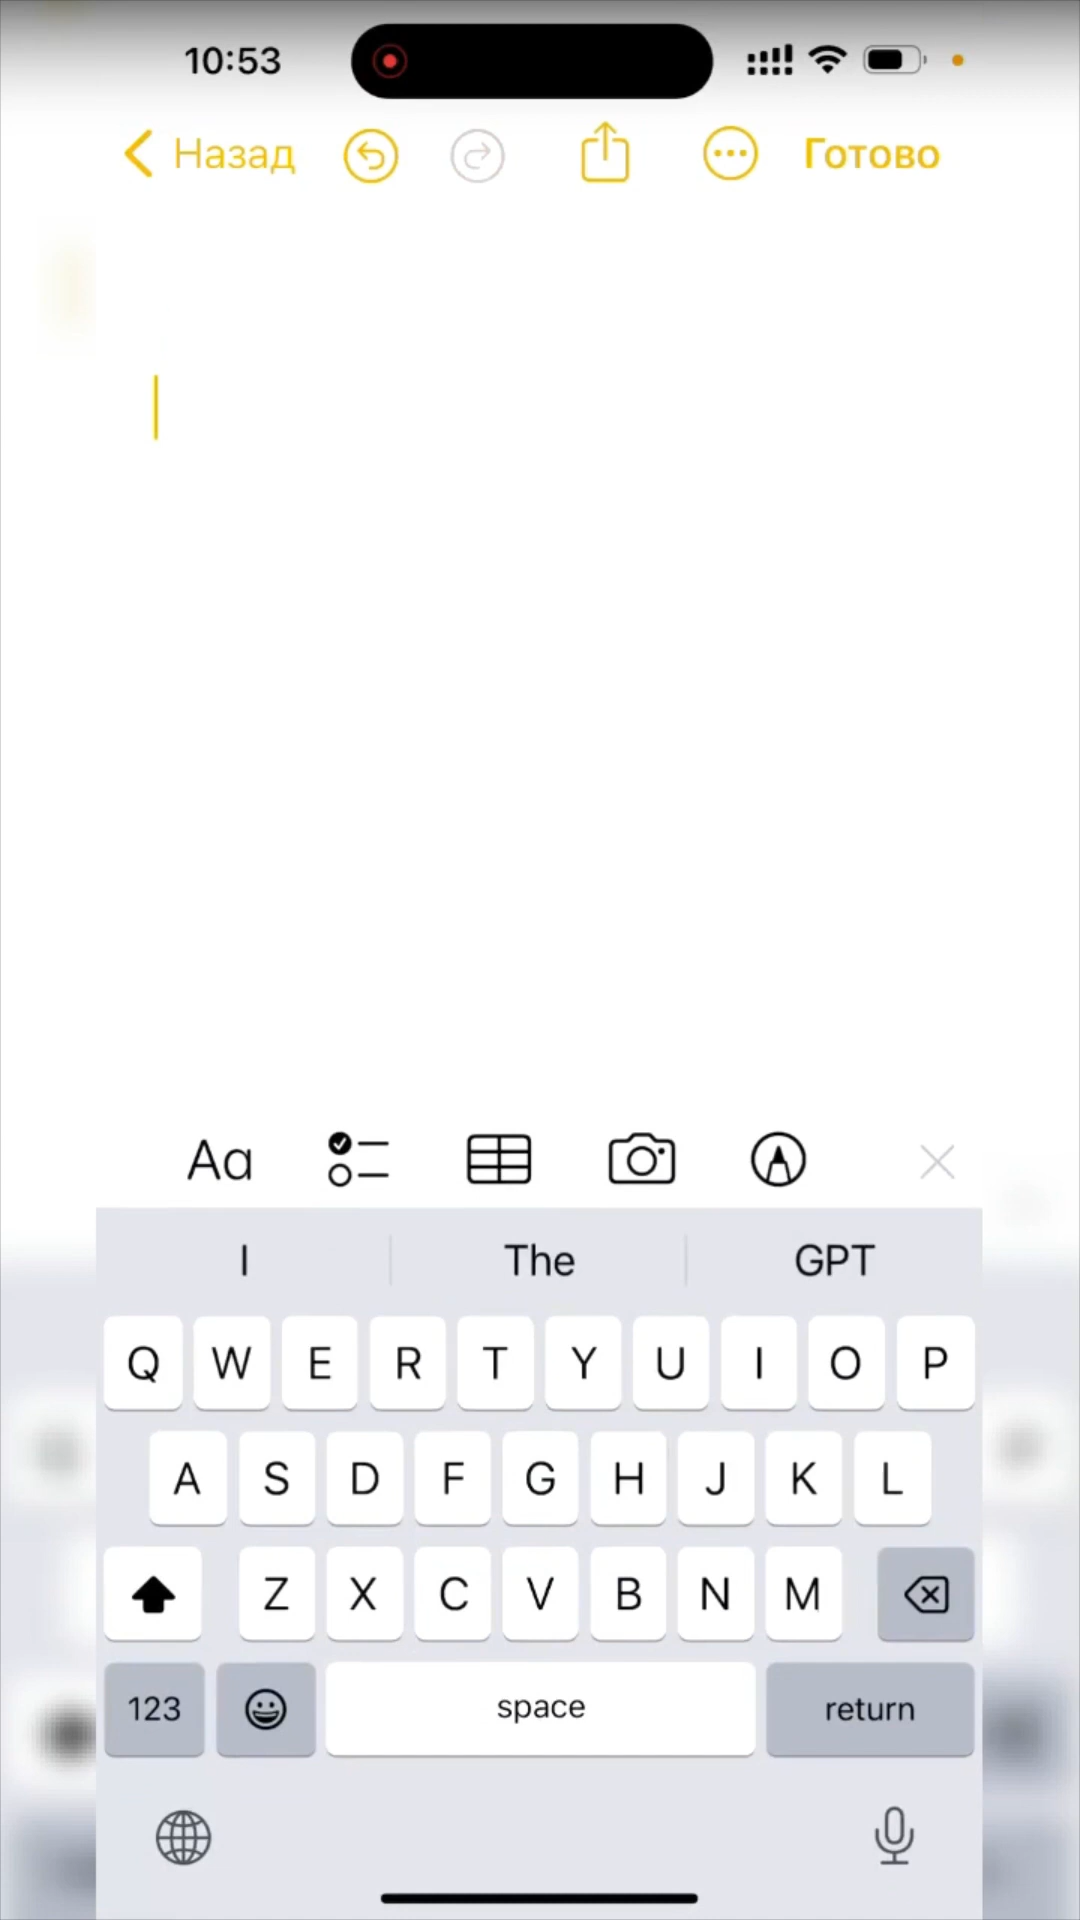 10:53
Назад
Готово
Aa
I The GPT
Q W E R T Y U I O P
A S D F G H J K L
Z X C V B N M
123 space return